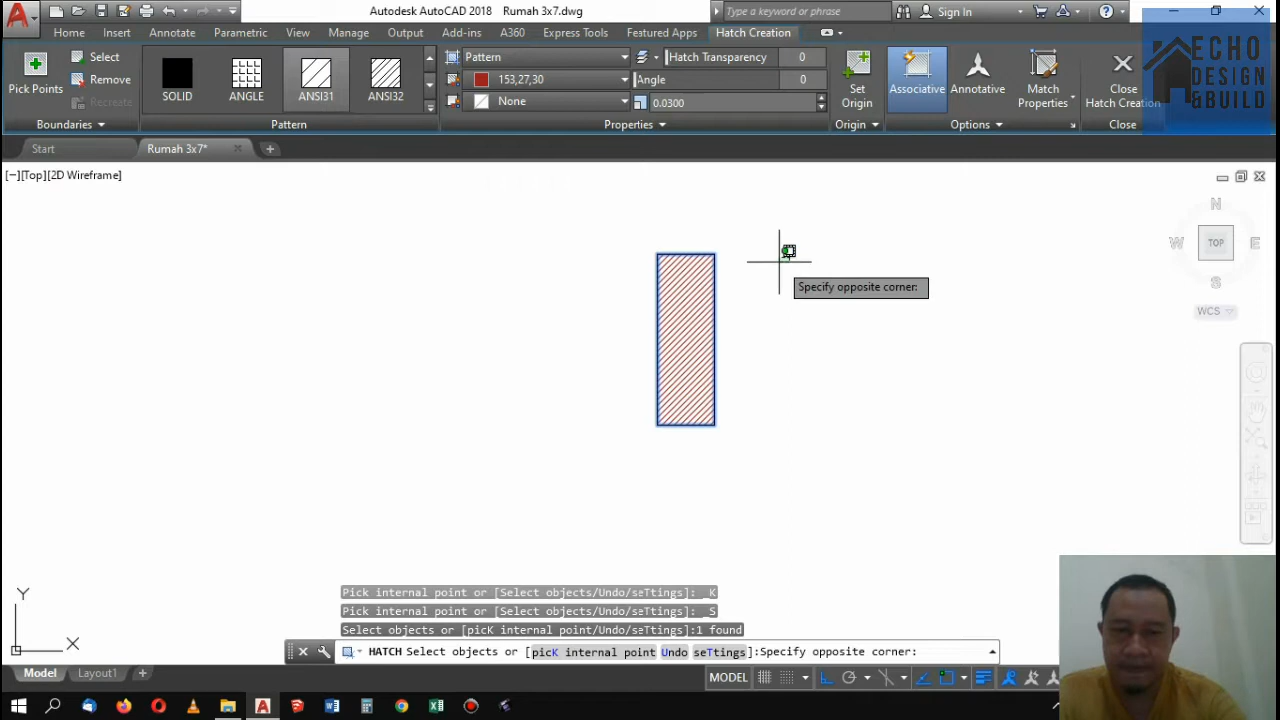 Autodesk AutoCAD 2018 Rumah 3x7.dwg
Type a keyword or phrase
Sign In
Home Insert Annotate Parametric View Manage Output Add-ins A360 Express Tools Featured Apps Hatch Creation
Pick Points
Select
Remove
Recreate
Boundaries
SOLID
ANGLE
ANSI31
ANSI32
Pattern
Pattern
153,27,30
None
Hatch Transparency 0
Angle 0
0.0300
Properties
Set
Origin
Origin
Associative
Annotative
Match
Properties
Options
Close
Hatch Creation
Close
ECHO
DESIGN
&BUILD
Start
Rumah 3x7*
[−][Top][2D Wireframe]
N
W
TOP
E
S
WCS
Specify opposite corner:
Y
X
Pick internal point or [Select objects/Undo/seTtings]: _K
Pick internal point or [Select objects/Undo/seTtings]: _S
Select objects or [picK internal point/Undo/seTtings]:1 found
HATCH Select objects or [picK internal point Undo seTtings]:Specify opposite corner:
Model Layout1
MODEL